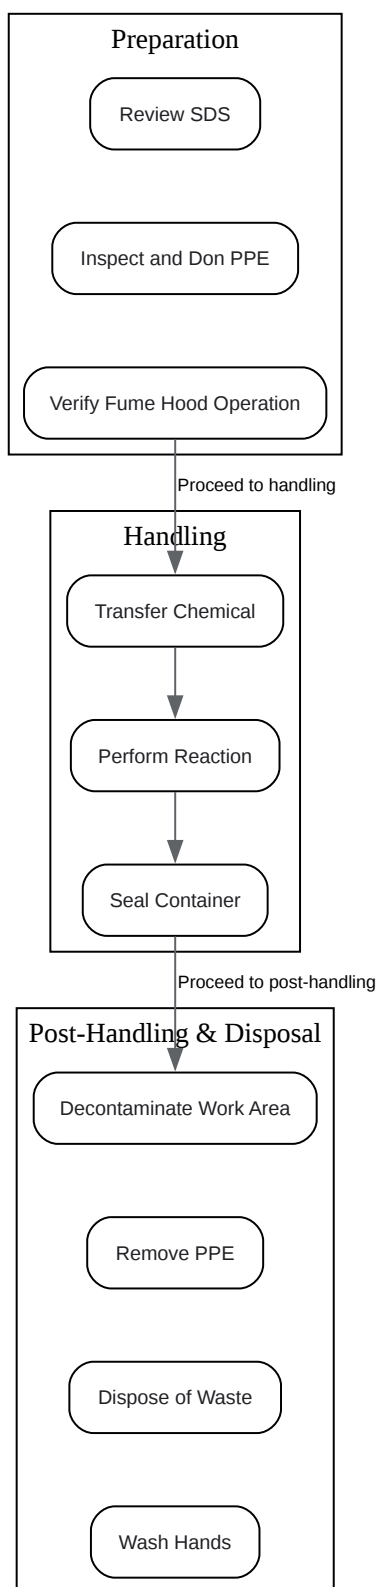 Preparation
Review SDS
Inspect and Don PPE
Verify Fume Hood Operation
Proceed to handling
Handling
Transfer Chemical
Perform Reaction
Seal Container
Proceed to post-handling
Post-Handling & Disposal
Decontaminate Work Area
Remove PPE
Dispose of Waste
Wash Hands